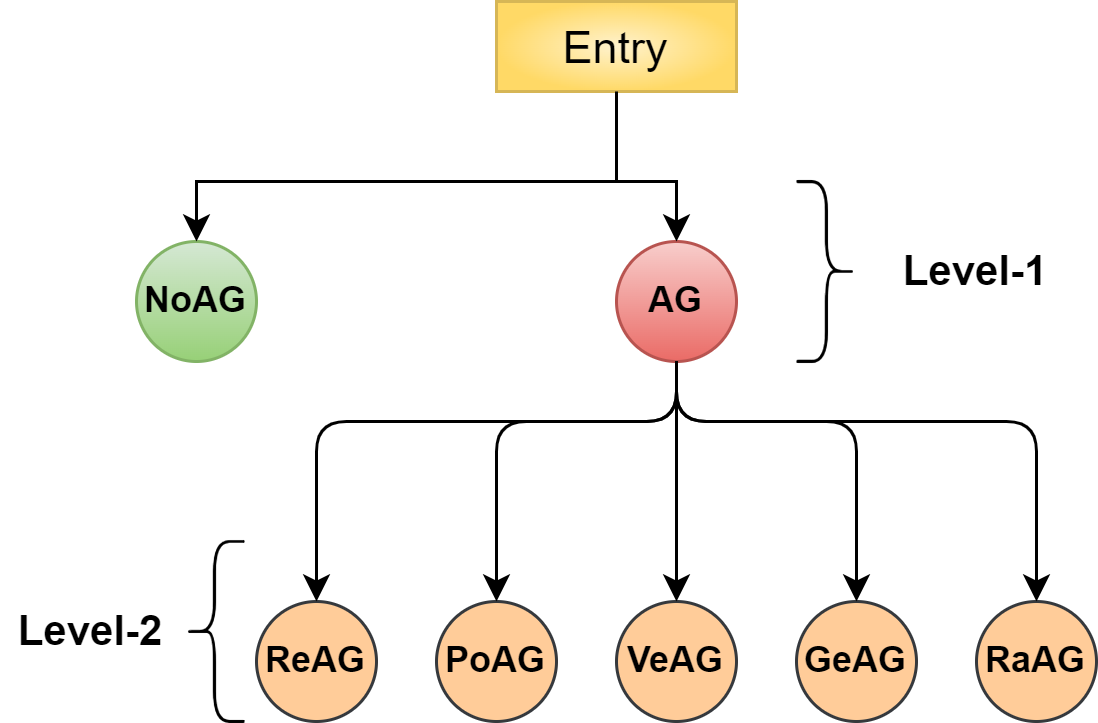 Entry
NoAG
AG
Level-1
Level-2
ReAG
PoAG
VeAG
GeAG
RaAG